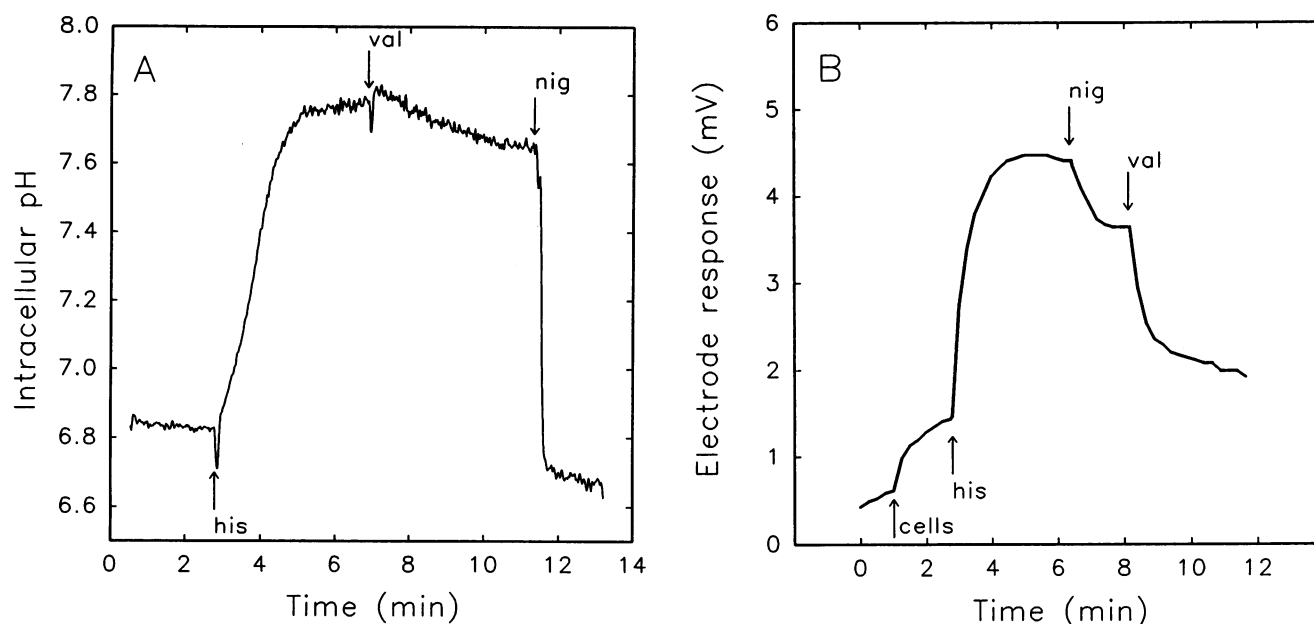 A
Intracellular pH
8.0
7.8
7.6
7.4
7.2
7.0
6.8
6.6
val
nig
his
0 2 4 6 8 10 12 14
Time (min)
B
Electrode response (mV)
6
5
4
3
2
1
0
nig
val
his
cells
0 2 4 6 8 10 12
Time (min)